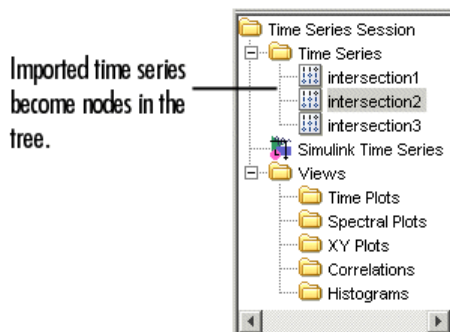 Imported time series
become nodes in the
tree.
Time Series Session
Time Series
intersection1
intersection2
intersection3
Simulink Time Series
Views
Time Plots
Spectral Plots
XY Plots
Correlations
Histograms